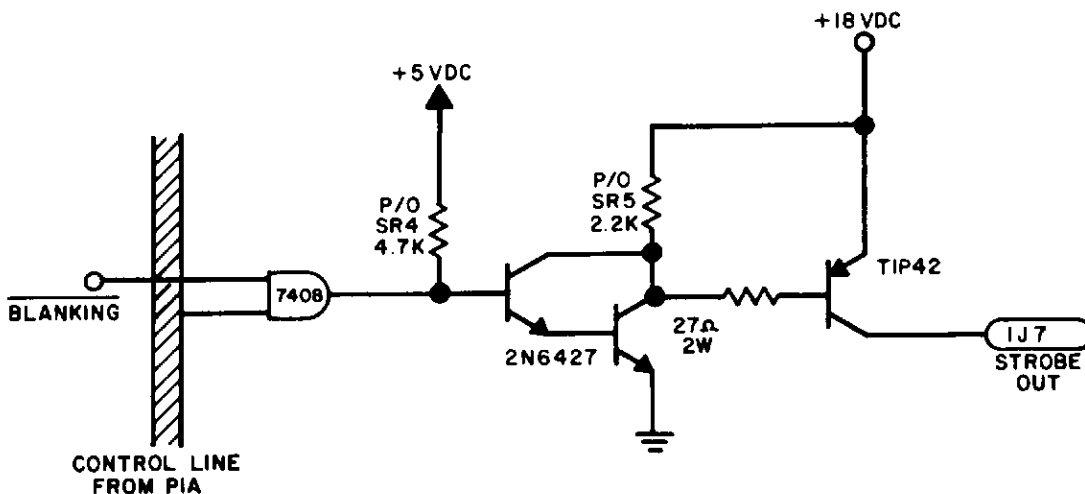 +18 VDC
+5 VDC
P/O
SR4
4.7K
P/O
SR5
2.2K
TIP42
BLANKING
7408
2N6427
27Ω
2W
1J7
STROBE
OUT
CONTROL LINE
FROM PIA